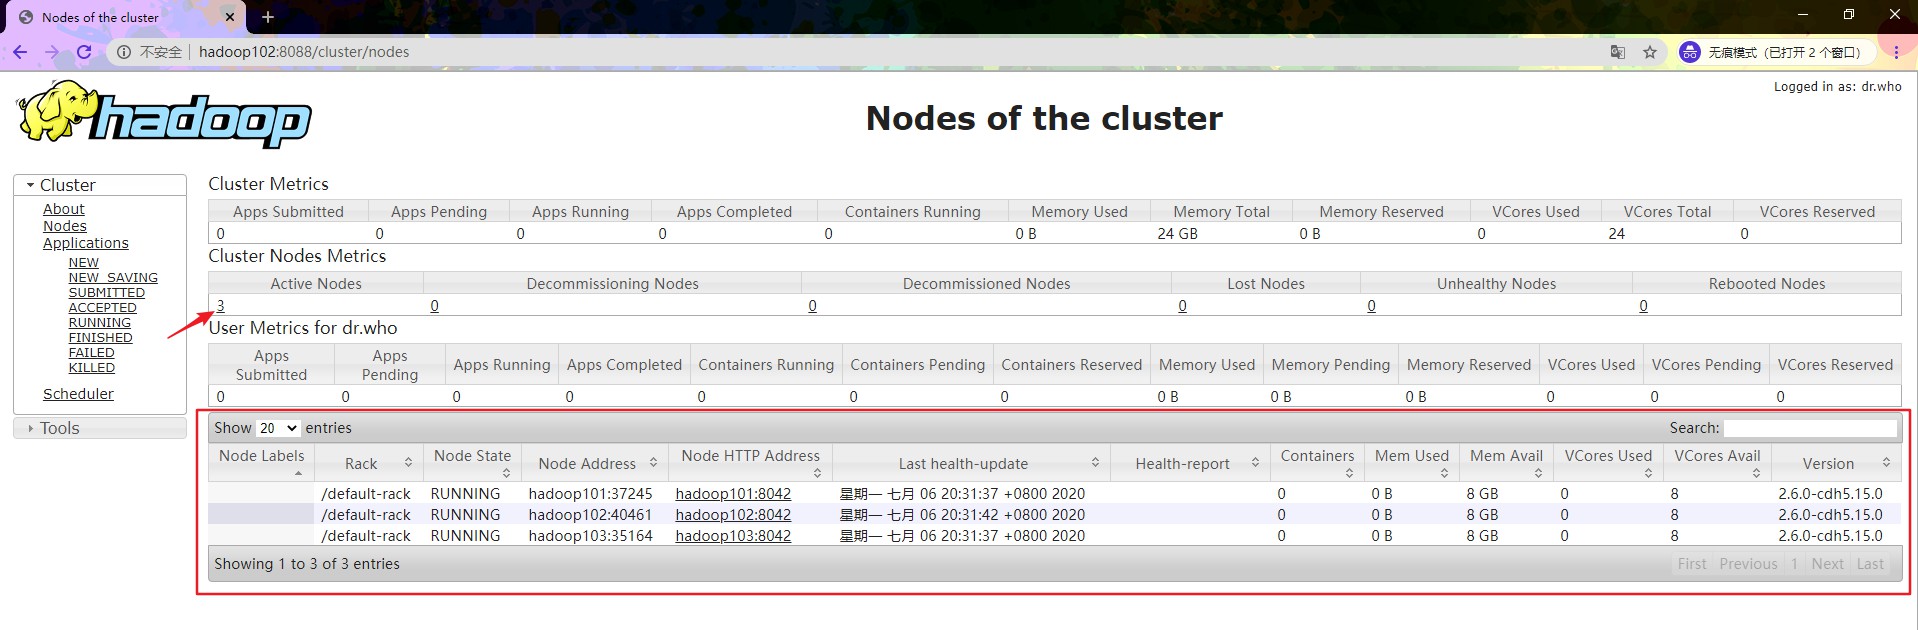 Nodes of the cluster
不安全 hadoop102:8088/cluster/nodes 无痕模式（已打开 2 个窗口）
Logged in as: dr.who
hadoop
Nodes of the cluster
Cluster
About
Nodes
Applications
NEW
NEW_SAVING
SUBMITTED
ACCEPTED
RUNNING
FINISHED
FAILED
KILLED
Scheduler
Tools
Cluster Metrics
Apps Submitted Apps Pending Apps Running Apps Completed Containers Running Memory Used Memory Total Memory Reserved VCores Used VCores Total VCores Reserved
0 0 0 0 0 0 B 24 GB 0 B 0 24 0
Cluster Nodes Metrics
Active Nodes Decommissioning Nodes Decommissioned Nodes Lost Nodes Unhealthy Nodes Rebooted Nodes
3 0 0 0 0 0
User Metrics for dr.who
Apps Submitted Apps Pending Apps Running Apps Completed Containers Running Containers Pending Containers Reserved Memory Used Memory Pending Memory Reserved VCores Used VCores Pending VCores Reserved
0 0 0 0 0 0 0 0 B 0 B 0 B 0 0 0
Show 20 entries Search:
Node Labels Rack Node State Node Address Node HTTP Address Last health-update Health-report Containers Mem Used Mem Avail VCores Used VCores Avail Version
/default-rack RUNNING hadoop101:37245 hadoop101:8042 星期一 七月 06 20:31:37 +0800 2020 0 0 B 8 GB 0 8 2.6.0-cdh5.15.0
/default-rack RUNNING hadoop102:40461 hadoop102:8042 星期一 七月 06 20:31:42 +0800 2020 0 0 B 8 GB 0 8 2.6.0-cdh5.15.0
/default-rack RUNNING hadoop103:35164 hadoop103:8042 星期一 七月 06 20:31:37 +0800 2020 0 0 B 8 GB 0 8 2.6.0-cdh5.15.0
Showing 1 to 3 of 3 entries First Previous 1 Next Last